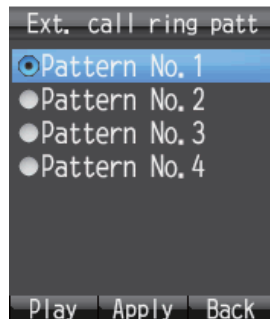 Ext. call ring patt
Pattern No.1
Pattern No.2
Pattern No.3
Pattern No.4
Play Apply Back